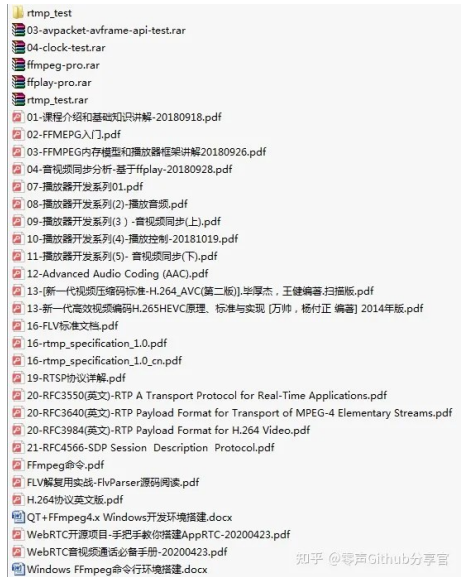 rtmp_test
03-avpacket-avframe-api-test.rar
04-clock-test.rar
ffmpeg-pro.rar
ffplay-pro.rar
rtmp_test.rar
01-课程介绍和基础知识讲解-20180918.pdf
02-FFMEPG入门.pdf
03-FFMPEG内存模型和播放器框架讲解20180926.pdf
04-音视频同步分析-基于ffplay-20180928.pdf
07-播放器开发系列01.pdf
08-播放器开发系列(2)-播放音频.pdf
09-播放器开发系列(3）-音视频同步(上).pdf
10-播放器开发系列(4)-播放控制-20181019.pdf
11-播放器开发系列(5)- 音视频同步(下).pdf
12-Advanced Audio Coding (AAC).pdf
13-[新一代视频压缩码标准-H.264_AVC(第二版)].毕厚杰，王健编著.扫描版.pdf
13-新一代高效视频编码H.265HEVC原理、标准与实现 [万帅，杨付正 编著] 2014年版.pdf
16-FLV标准文档.pdf
16-rtmp_specification_1.0.pdf
16-rtmp_specification_1.0_cn.pdf
19-RTSP协议详解.pdf
20-RFC3550(英文)-RTP A Transport Protocol for Real-Time Applications.pdf
20-RFC3640(英文)-RTP Payload Format for Transport of MPEG-4 Elementary Streams.pdf
20-RFC3984(英文)-RTP Payload Format for H.264 Video.pdf
21-RFC4566-SDP Session  Description  Protocol.pdf
FFmpeg命令.pdf
FLV解复用实战-FlvParser源码阅读.pdf
H.264协议英文版.pdf
QT+FFmpeg4.x Windows开发环境搭建.docx
WebRTC开源项目-手把手教你搭建AppRTC-20200423.pdf
WebRTC音视频通话必备手册-20200423.pdf
Windows FFmpeg命令行环境搭建.docx
知乎 @零声Github分享官